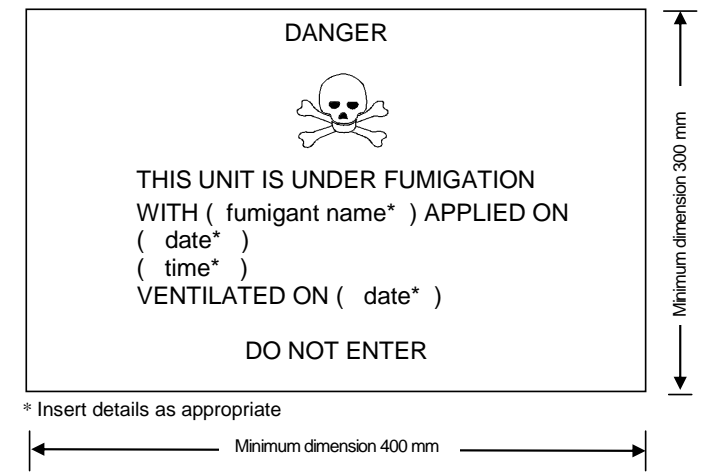 DANGER
THIS UNIT IS UNDER FUMIGATION
WITH ( fumigant name* ) APPLIED ON
( date* )
( time* )
VENTILATED ON ( date* )
DO NOT ENTER
* Insert details as appropriate
Minimum dimension 400 mm
Minimum dimension 300 mm